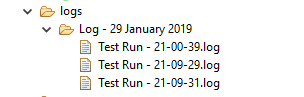 logs
Log - 29 January 2019
Test Run - 21-00-39.log
Test Run - 21-09-29.log
Test Run - 21-09-31.log